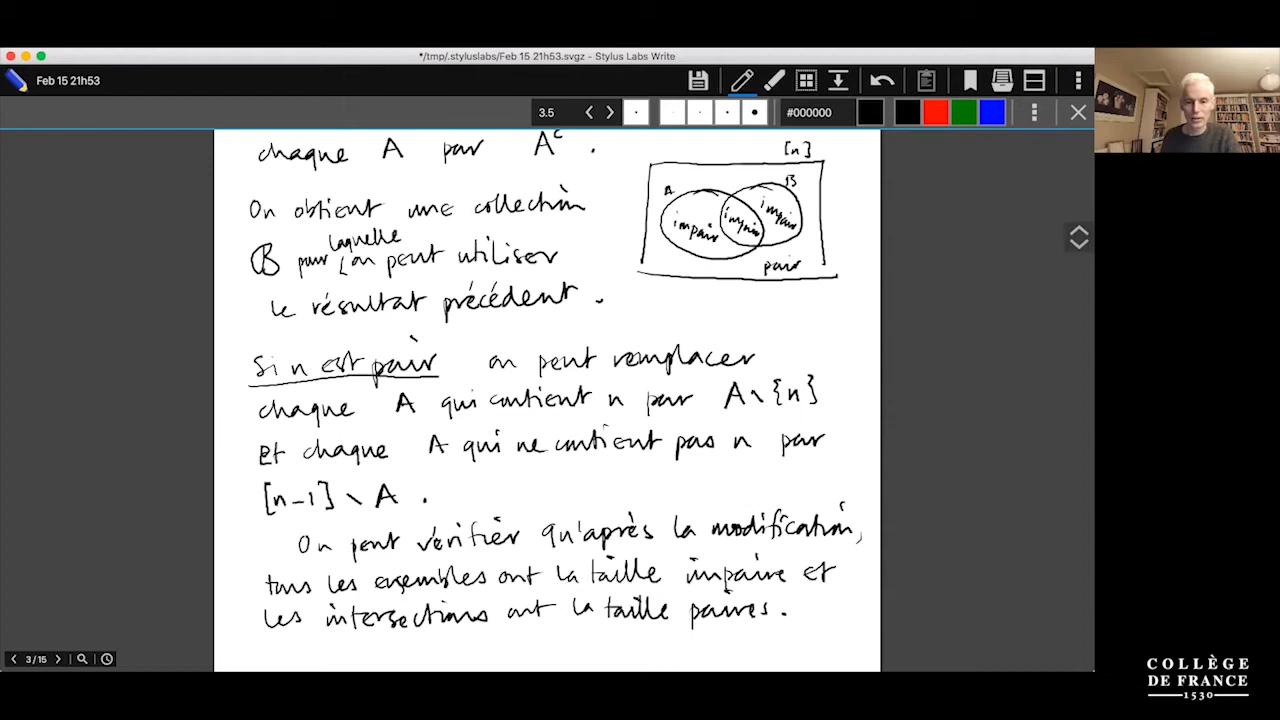 */tmp/.styluslabs/Feb 15 21h53.svgz - Stylus Labs Write
Feb 15 21h53
3.5
#000000
chaque A par Aᶜ .
On obtient une collection
B pour laquelle on peut utiliser
le résultat précédent .
[n]
A
B
impair
impair
impair
pair
Si n est pair on peut remplacer
chaque A qui contient n par A \ {n}
Et chaque A qui ne contient pas n par
[n-1] \ A .
On peut vérifier qu'après la modification,
tous les ensembles ont la taille impaire et
les intersections ont la taille paires.
3/15
COLLÈGE
DE FRANCE
1530